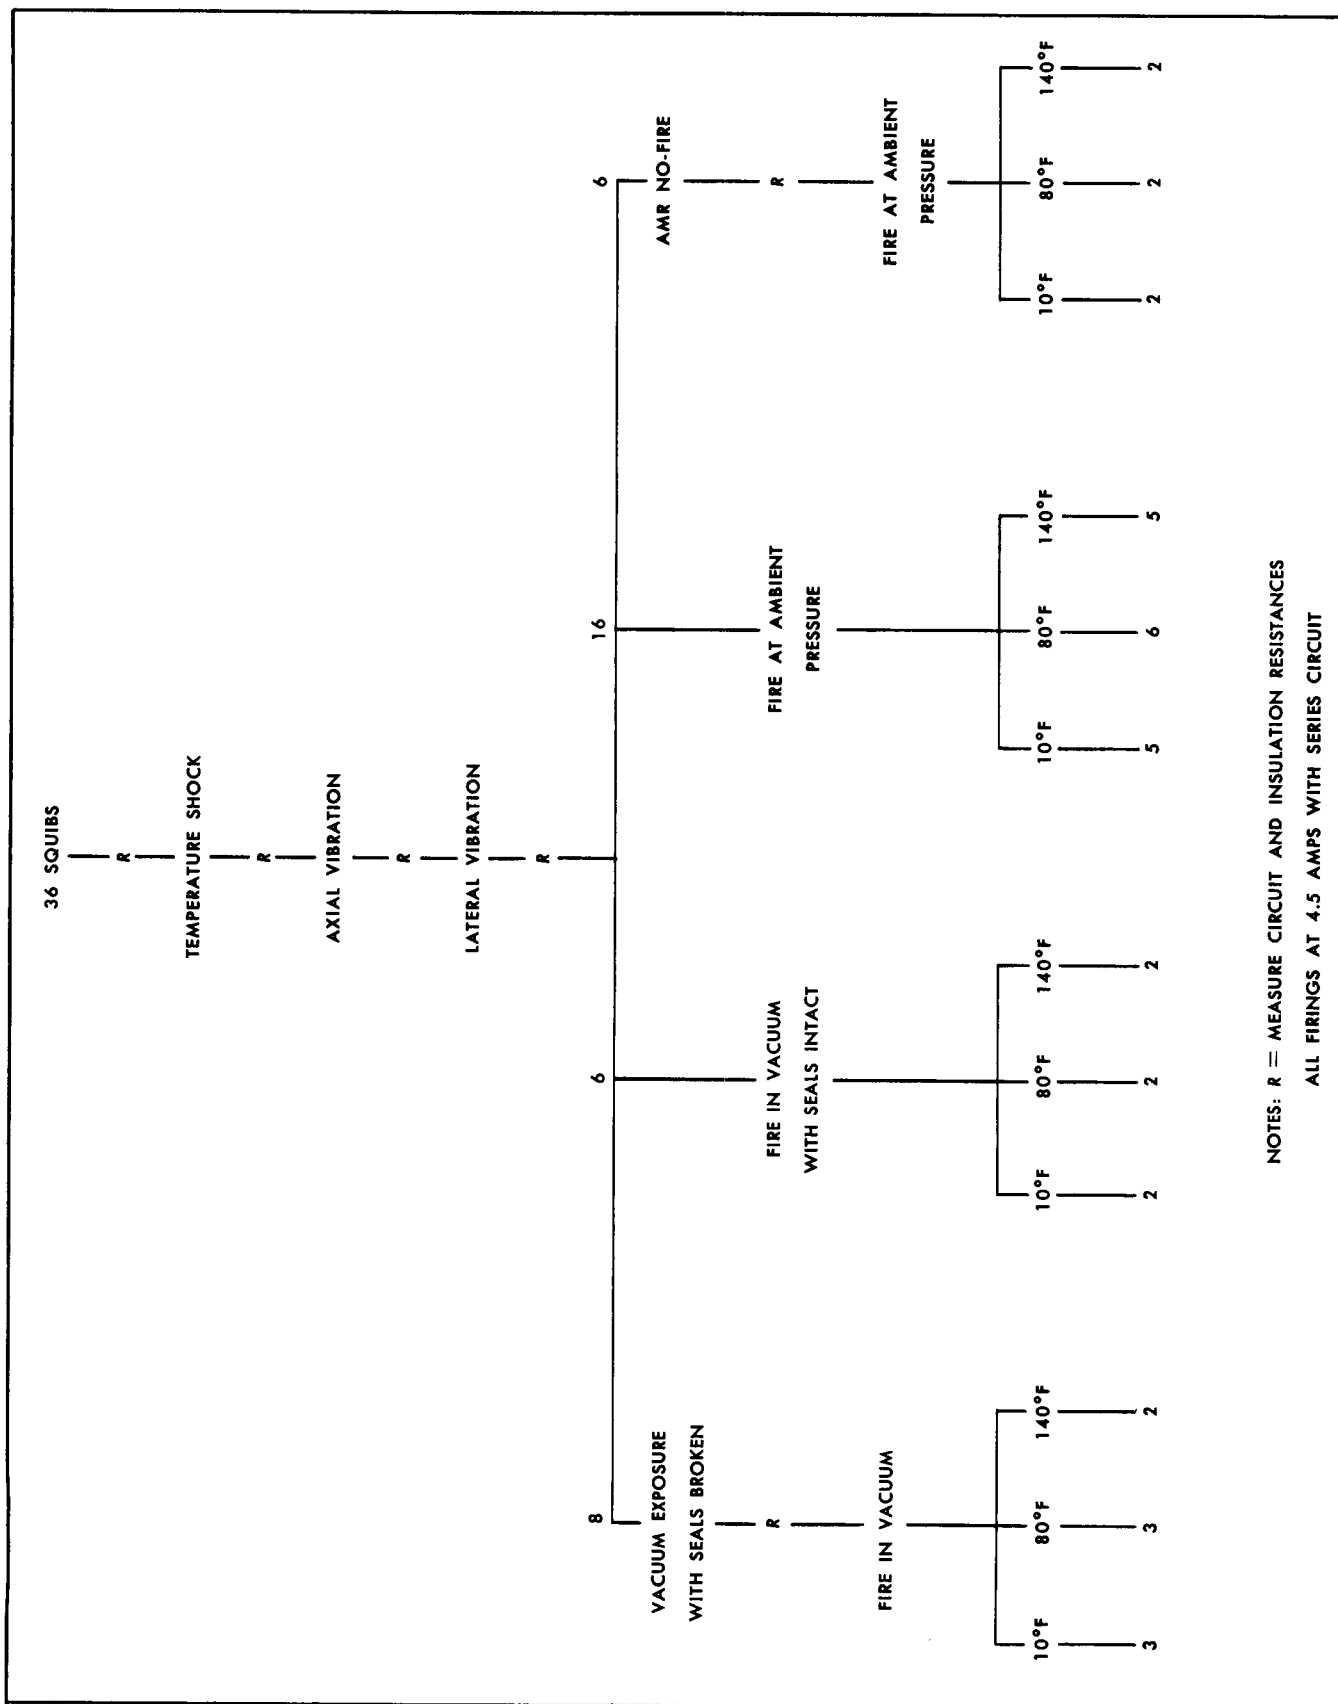 36 SQUIBS
R
TEMPERATURE SHOCK
R
AXIAL VIBRATION
R
LATERAL VIBRATION
R
8
VACUUM EXPOSURE
WITH SEALS BROKEN
R
FIRE IN VACUUM
10°F
80°F
140°F
3
3
2
6
FIRE IN VACUUM
WITH SEALS INTACT
10°F
80°F
140°F
2
2
2
16
FIRE AT AMBIENT
PRESSURE
10°F
80°F
140°F
5
6
5
6
AMR NO-FIRE
R
FIRE AT AMBIENT
PRESSURE
10°F
80°F
140°F
2
2
2
NOTES: R = MEASURE CIRCUIT AND INSULATION RESISTANCES
ALL FIRINGS AT 4.5 AMPS WITH SERIES CIRCUIT